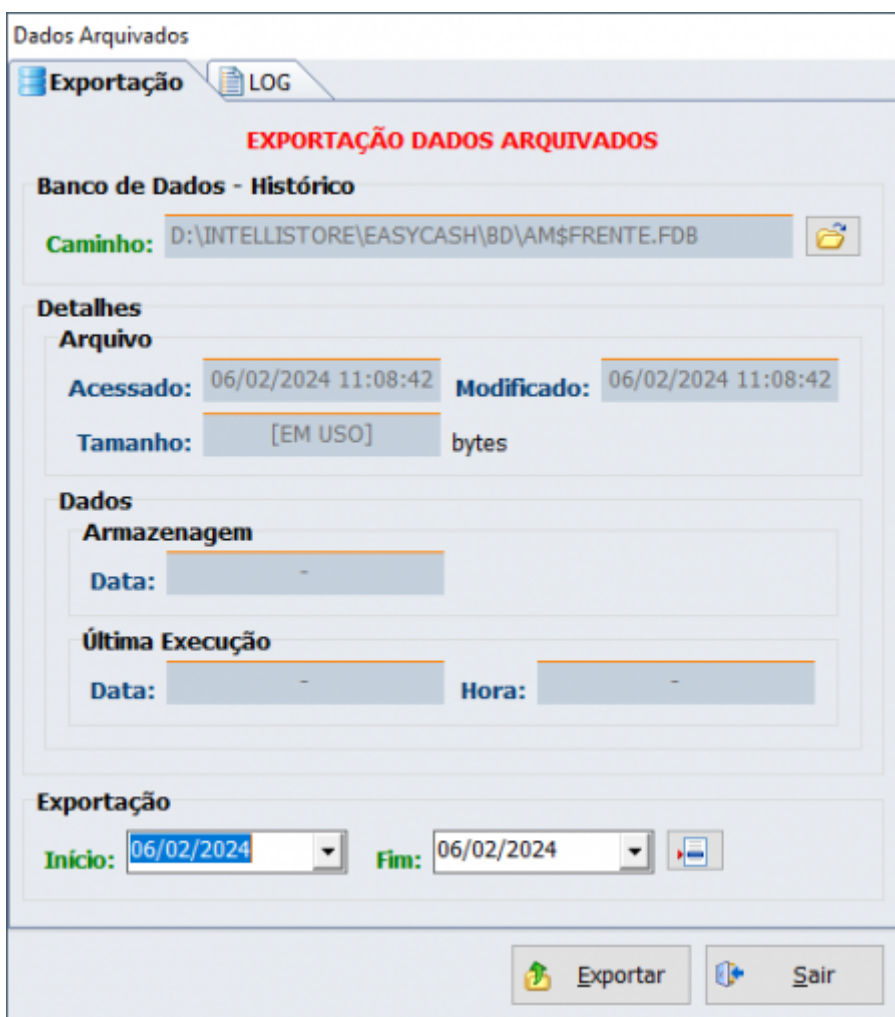 Dados Arquivados
Exportação LOG
EXPORTAÇÃO DADOS ARQUIVADOS
Banco de Dados - Histórico
Caminho: D:\INTELLISTORE\EASYCASH\BD\AM$FRENTE.FDB
Detalhes
Arquivo
Acessado: 06/02/2024 11:08:42 Modificado: 06/02/2024 11:08:42
Tamanho: [EM USO] bytes
Dados
Armazenagem
Data: -
Última Execução
Data: - Hora: -
Exportação
Início: 06/02/2024 Fim: 06/02/2024
Exportar Sair